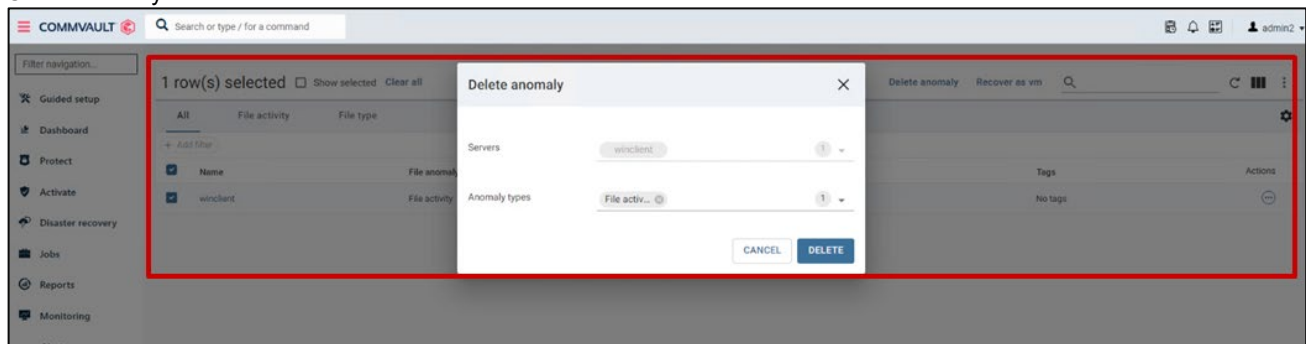 COMMVAULT
Search or type / for a command
admin2
Filter navigation...
1 row(s) selected Show selected Clear all
Delete anomaly
Delete anomaly Recover as vm
Guided setup
All File activity File type
Dashboard
+ Add filter
Servers winclient 1
Protect
Name File anomaly Tags Actions
Activate
winclient File activity No tags
Anomaly types File activ... 1
Disaster recovery
CANCEL DELETE
Jobs
Reports
Monitoring